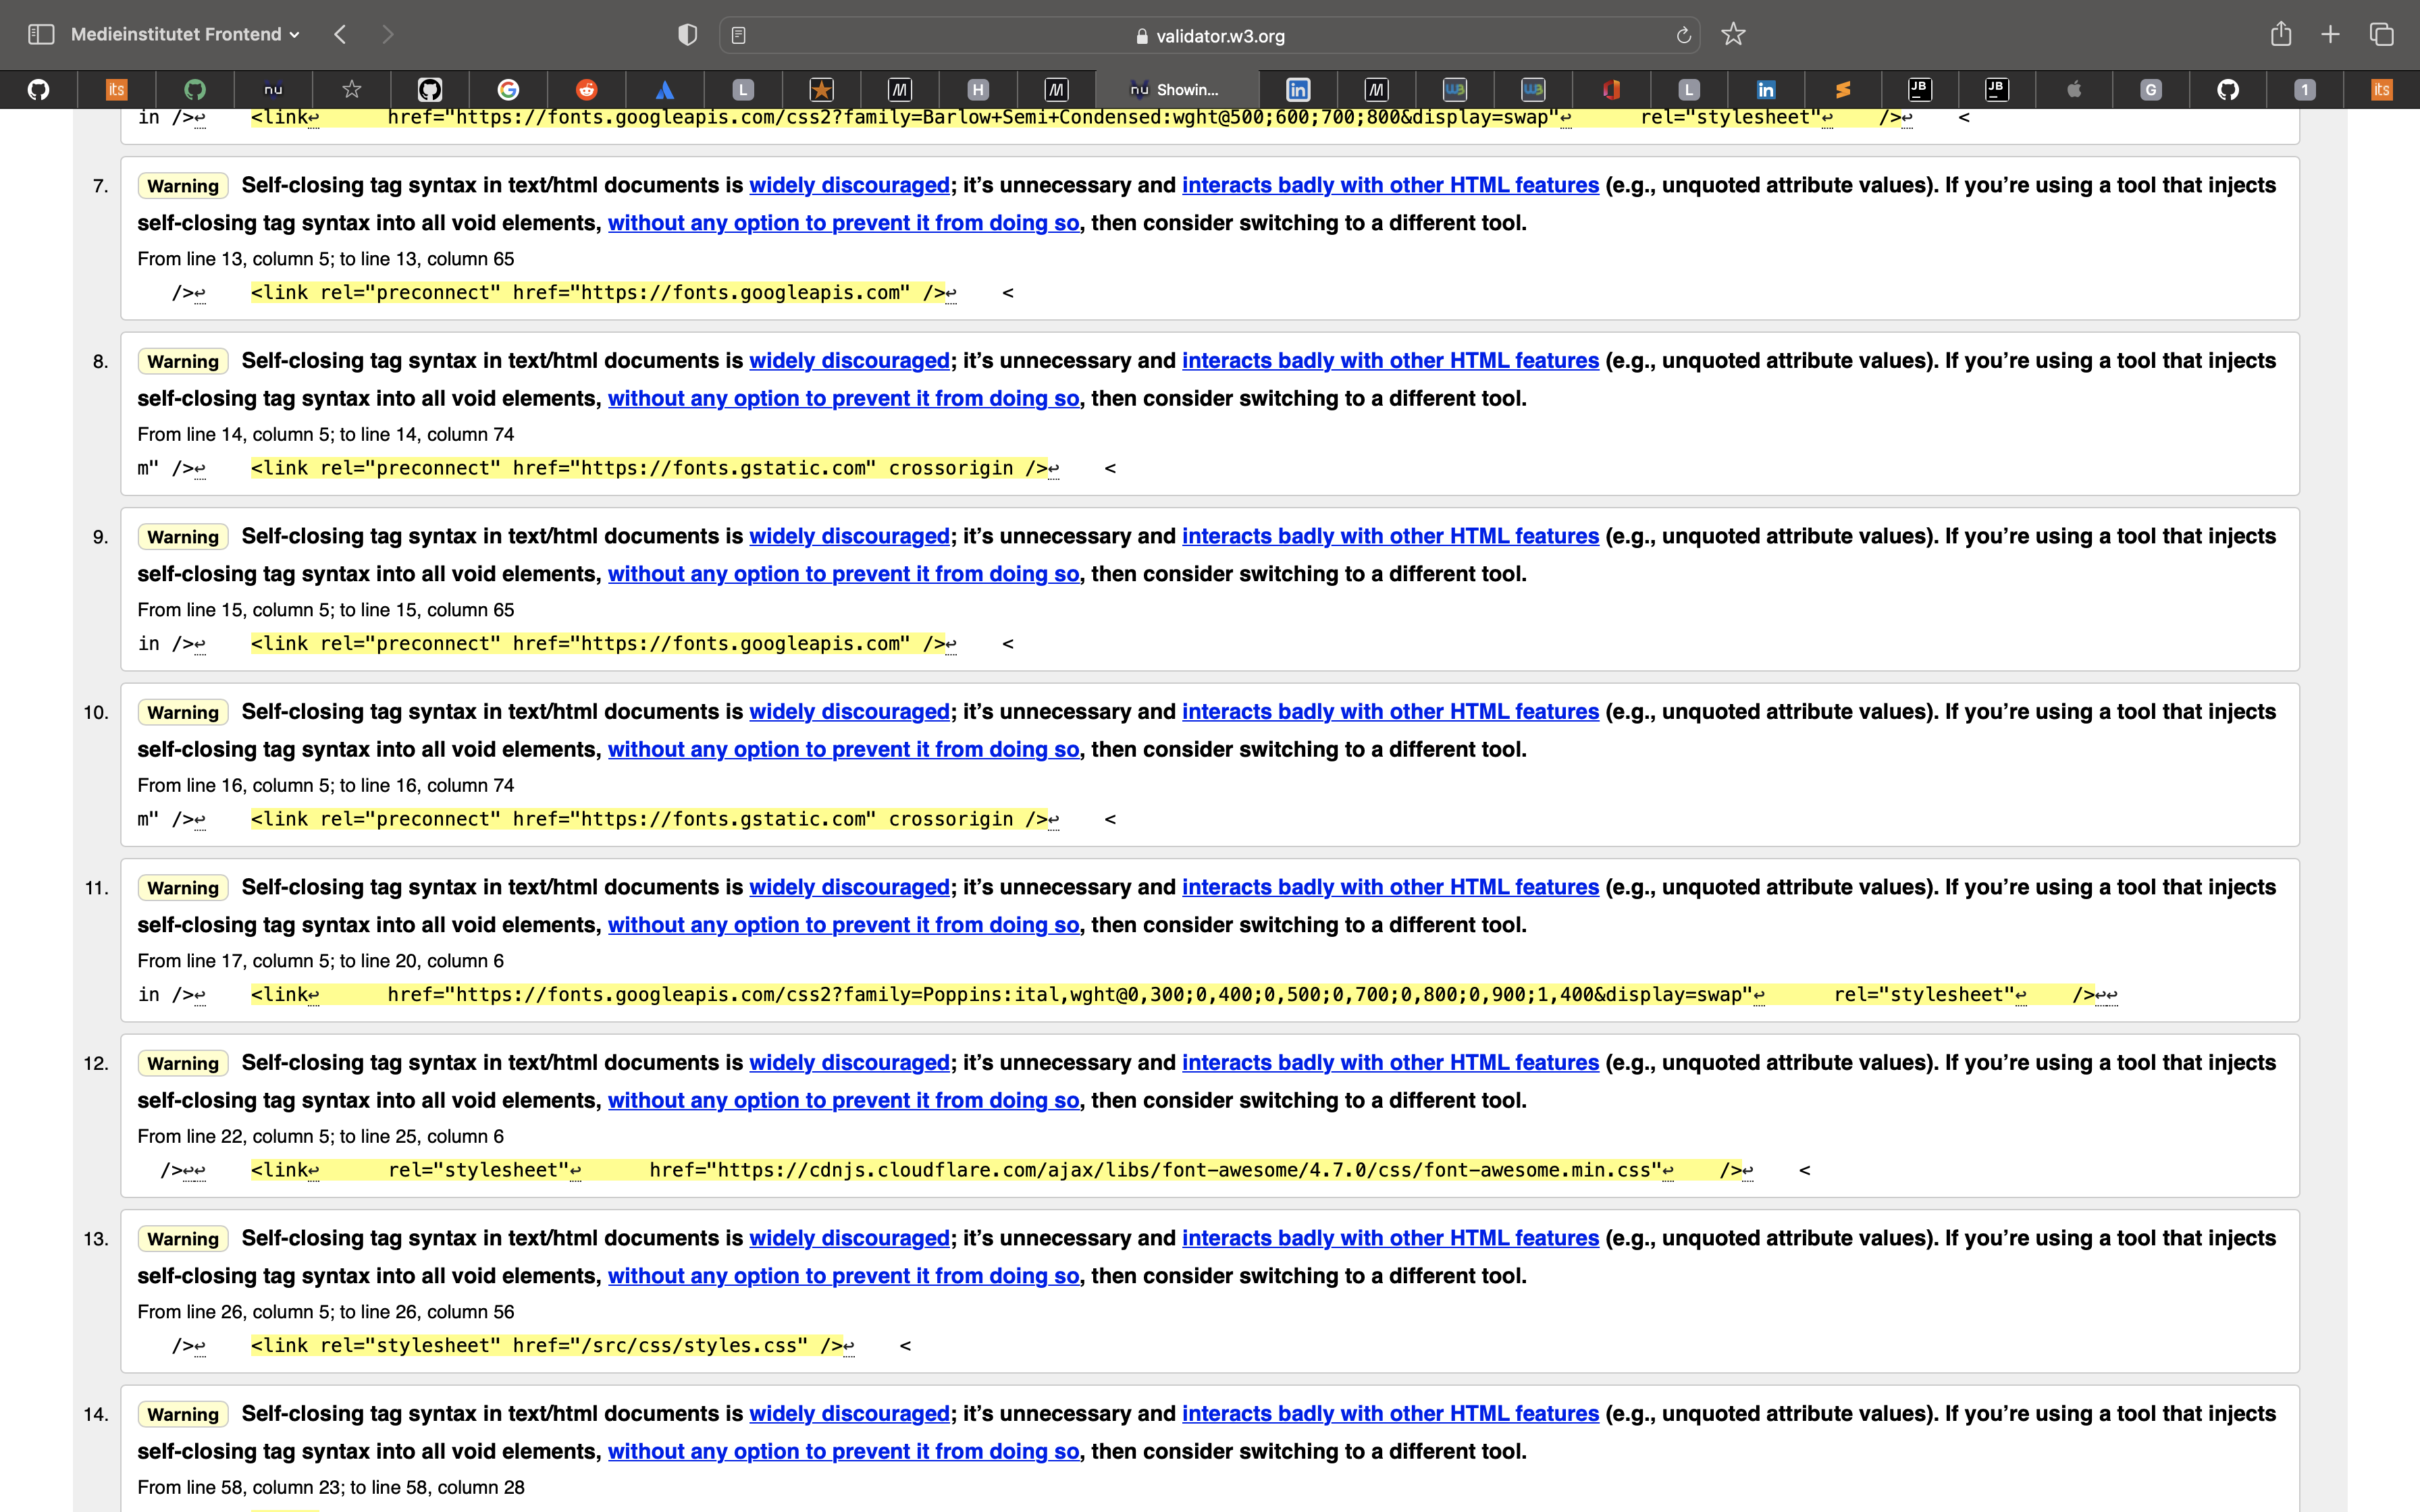 Medieinstitutet Frontend
validator.w3.org
its nu L M H M nu Showin... in M W3 W3 L in JB JB G 1 its
in />↩ <link↩ href="https://fonts.googleapis.com/css2?family=Barlow+Semi+Condensed:wght@500;600;700;800&display=swap"↩ rel="stylesheet"↩ />↩ <
7. Warning Self-closing tag syntax in text/html documents is widely discouraged; it’s unnecessary and interacts badly with other HTML features (e.g., unquoted attribute values). If you’re using a tool that injects
self-closing tag syntax into all void elements, without any option to prevent it from doing so, then consider switching to a different tool.
From line 13, column 5; to line 13, column 65
/>↩ <link rel="preconnect" href="https://fonts.googleapis.com" />↩ <
8. Warning Self-closing tag syntax in text/html documents is widely discouraged; it’s unnecessary and interacts badly with other HTML features (e.g., unquoted attribute values). If you’re using a tool that injects
self-closing tag syntax into all void elements, without any option to prevent it from doing so, then consider switching to a different tool.
From line 14, column 5; to line 14, column 74
m" />↩ <link rel="preconnect" href="https://fonts.gstatic.com" crossorigin />↩ <
9. Warning Self-closing tag syntax in text/html documents is widely discouraged; it’s unnecessary and interacts badly with other HTML features (e.g., unquoted attribute values). If you’re using a tool that injects
self-closing tag syntax into all void elements, without any option to prevent it from doing so, then consider switching to a different tool.
From line 15, column 5; to line 15, column 65
in />↩ <link rel="preconnect" href="https://fonts.googleapis.com" />↩ <
10. Warning Self-closing tag syntax in text/html documents is widely discouraged; it’s unnecessary and interacts badly with other HTML features (e.g., unquoted attribute values). If you’re using a tool that injects
self-closing tag syntax into all void elements, without any option to prevent it from doing so, then consider switching to a different tool.
From line 16, column 5; to line 16, column 74
m" />↩ <link rel="preconnect" href="https://fonts.gstatic.com" crossorigin />↩ <
11. Warning Self-closing tag syntax in text/html documents is widely discouraged; it’s unnecessary and interacts badly with other HTML features (e.g., unquoted attribute values). If you’re using a tool that injects
self-closing tag syntax into all void elements, without any option to prevent it from doing so, then consider switching to a different tool.
From line 17, column 5; to line 20, column 6
in />↩ <link↩ href="https://fonts.googleapis.com/css2?family=Poppins:ital,wght@0,300;0,400;0,500;0,700;0,800;0,900;1,400&display=swap"↩ rel="stylesheet"↩ />↩↩
12. Warning Self-closing tag syntax in text/html documents is widely discouraged; it’s unnecessary and interacts badly with other HTML features (e.g., unquoted attribute values). If you’re using a tool that injects
self-closing tag syntax into all void elements, without any option to prevent it from doing so, then consider switching to a different tool.
From line 22, column 5; to line 25, column 6
/>↩↩ <link↩ rel="stylesheet"↩ href="https://cdnjs.cloudflare.com/ajax/libs/font-awesome/4.7.0/css/font-awesome.min.css"↩ />↩ <
13. Warning Self-closing tag syntax in text/html documents is widely discouraged; it’s unnecessary and interacts badly with other HTML features (e.g., unquoted attribute values). If you’re using a tool that injects
self-closing tag syntax into all void elements, without any option to prevent it from doing so, then consider switching to a different tool.
From line 26, column 5; to line 26, column 56
/>↩ <link rel="stylesheet" href="/src/css/styles.css" />↩ <
14. Warning Self-closing tag syntax in text/html documents is widely discouraged; it’s unnecessary and interacts badly with other HTML features (e.g., unquoted attribute values). If you’re using a tool that injects
self-closing tag syntax into all void elements, without any option to prevent it from doing so, then consider switching to a different tool.
From line 58, column 23; to line 58, column 28